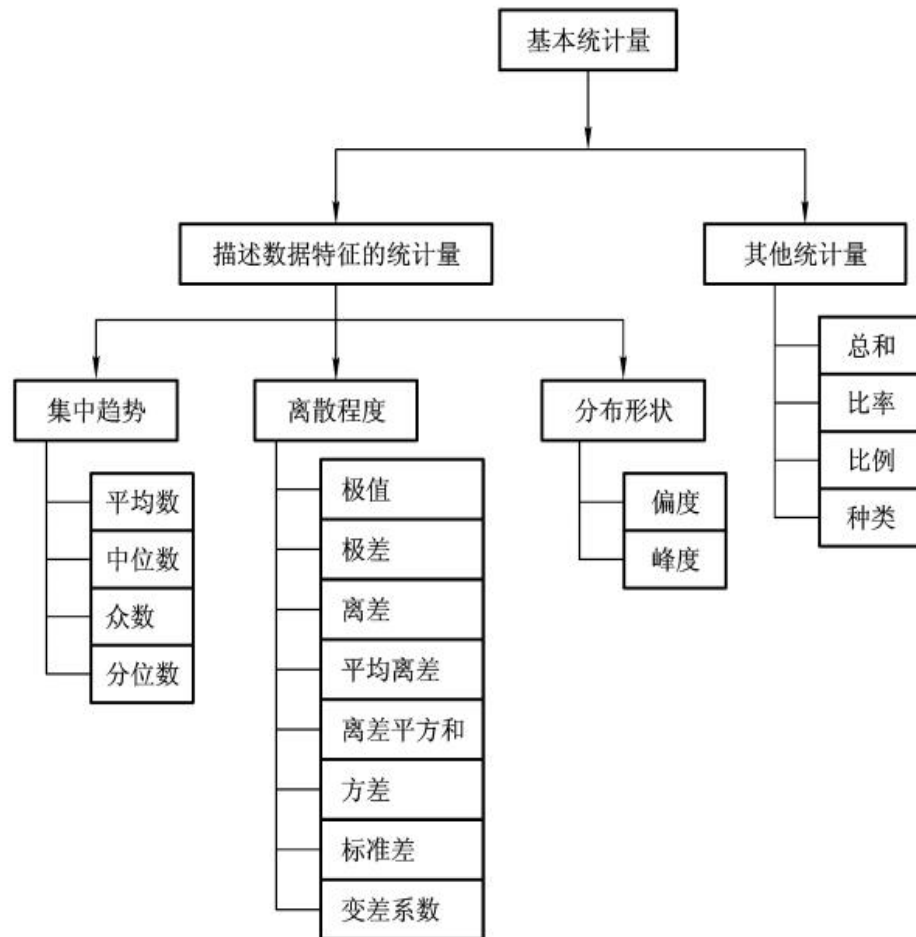 基本统计量
描述数据特征的统计量
其他统计量
总和
比率
比例
种类
集中趋势
离散程度
分布形状
平均数
中位数
众数
分位数
极值
极差
离差
平均离差
离差平方和
方差
标准差
变差系数
偏度
峰度